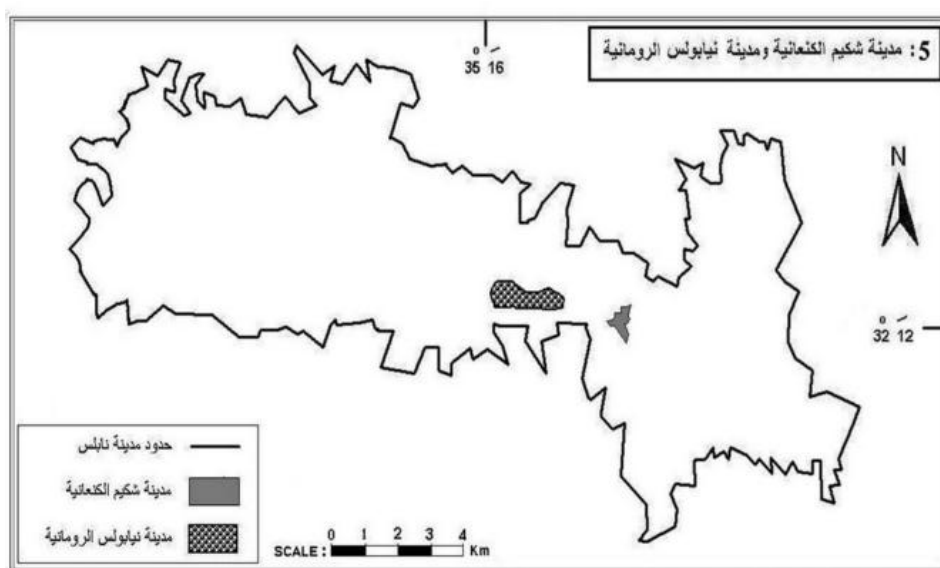 5: مدينة شكيم الكنعانية ومدينة نيابولس الرومانية
35 16
N
32 12
حدود مدينة نابلس
مدينة شكيم الكنعانية
مدينة نيابولس الرومانية
0 1 2 3 4
SCALE : Km